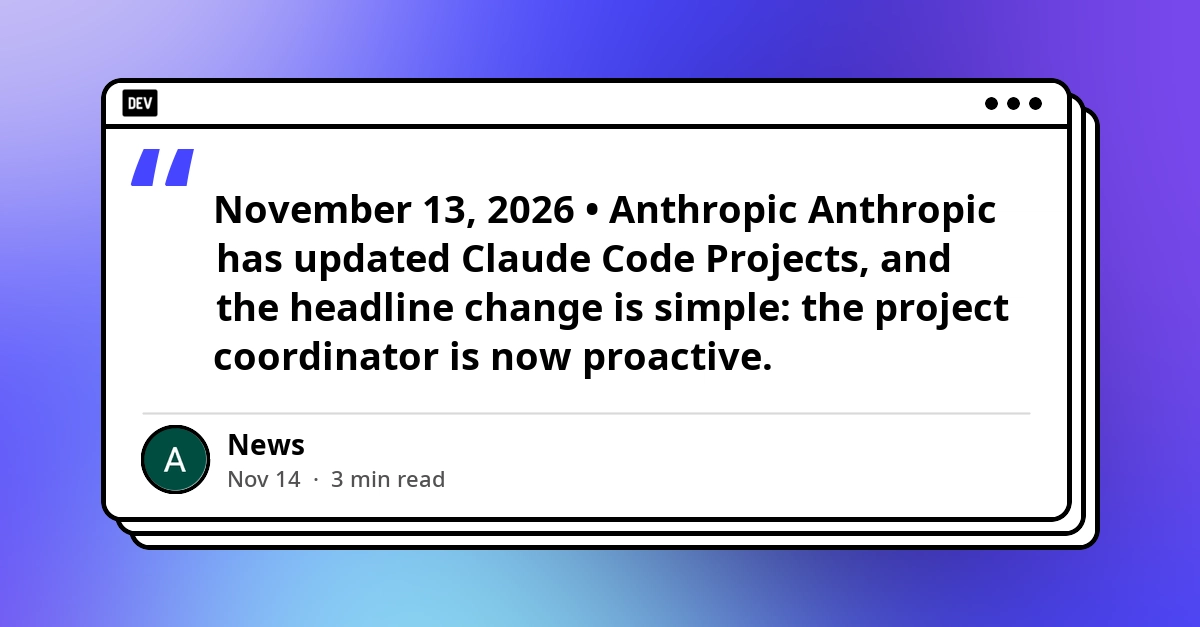 DEV
November 13, 2026 • Anthropic Anthropic
has updated Claude Code Projects, and
the headline change is simple: the project
coordinator is now proactive.
A
News
Nov 14 · 3 min read